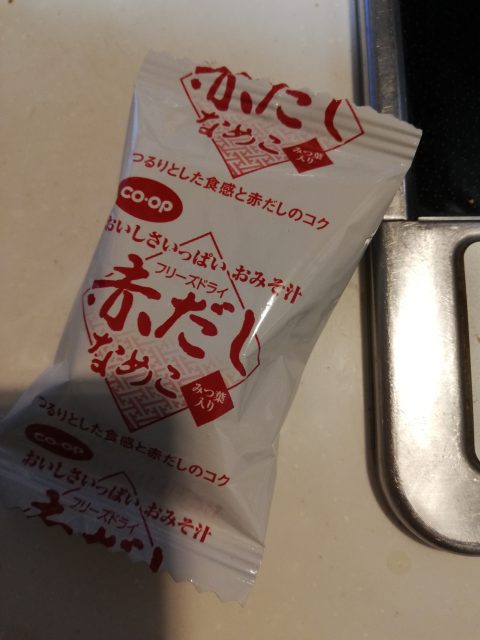 赤だし
なめこ
みつ葉
入り
つるりとした食感と赤だしのコク
CO·OP
おいしさいっぱい、おみそ汁
フリーズドライ
赤だし
なめこ
みつ葉
入り
つるりとした食感と赤だしのコク
CO·OP
おいしさいっぱい、おみそ汁
フリーズドライ
赤だし